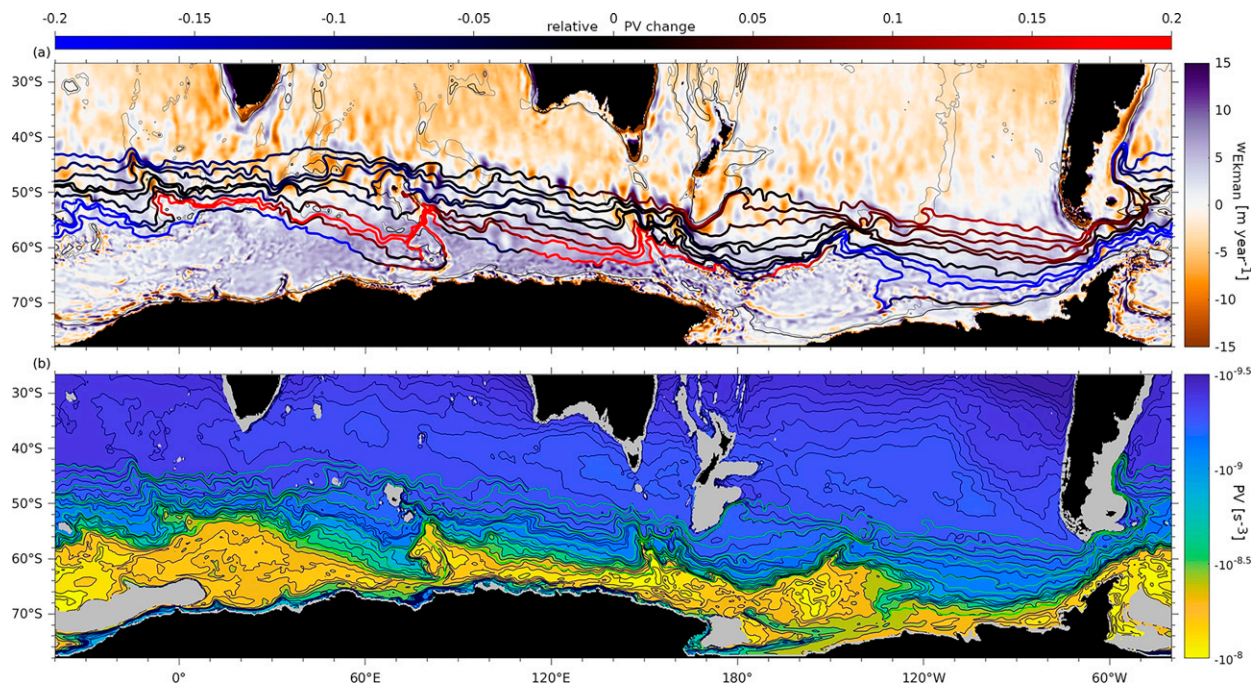 -0.2 -0.15 -0.1 -0.05 0 0.05 0.1 0.15 0.2
relative PV change
(a)
30°S
40°S
50°S
60°S
70°S
15
10
5
0
-5
-10
-15
wEkman [m year-1]
(b)
30°S
40°S
50°S
60°S
70°S
-10-9.5
-10-9
-10-8.5
-10-8
PV [s-3]
0° 60°E 120°E 180° 120°W 60°W